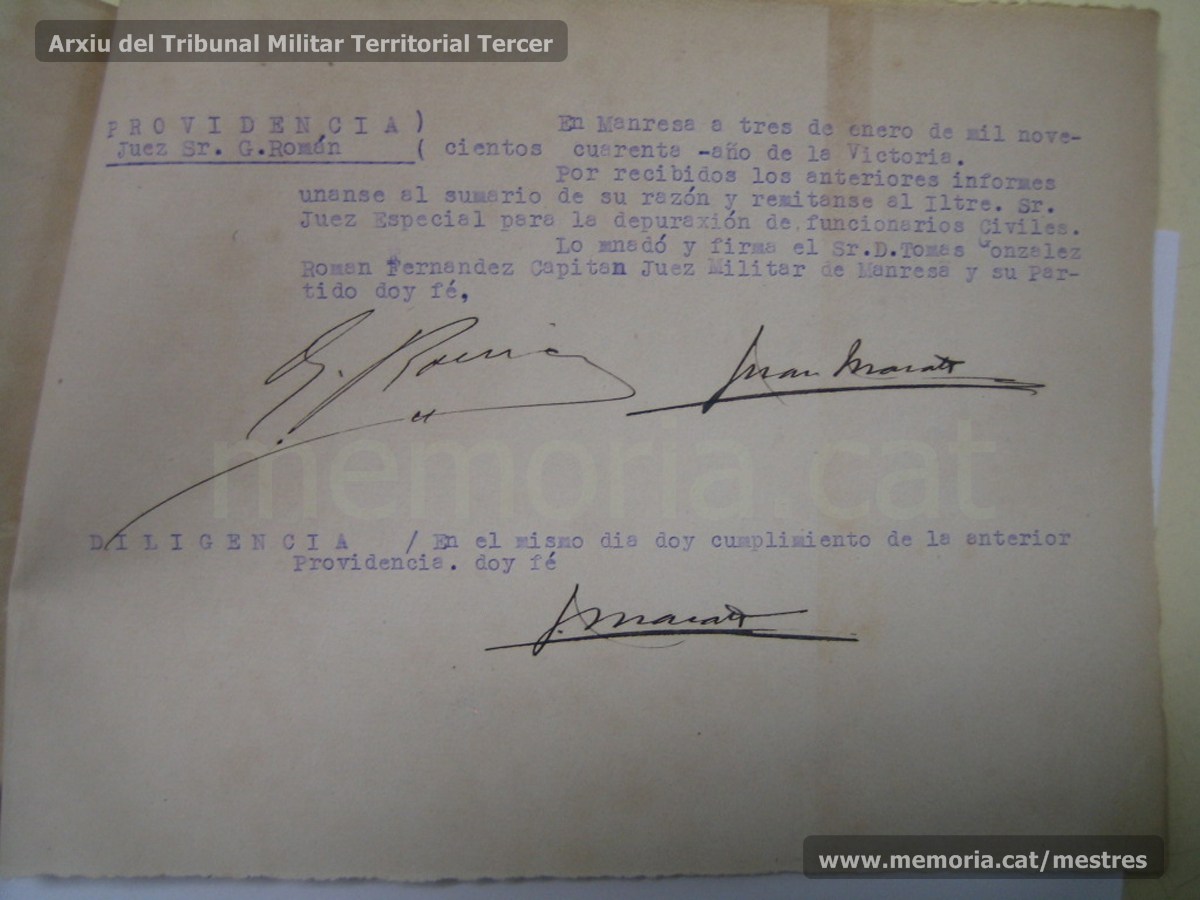 Arxiu del Tribunal Militar Territorial Tercer
PROVIDENCIA) En Manresa a tres de enero de mil nove-
Juez Sr. G.Román ( cientos cuarenta -año de la Victoria.
Por recibidos los anteriores informes
unanse al sumario de su razón y remitanse al Iltre. Sr.
Juez Especial para la depuraxión de funcionarios Civiles.
Lo mnadó y firma el Sr.D.Tomas Gonzalez
Roman Fernandez Capitan Juez Militar de Manresa y su Par-
tido doy fé,
G. Román Juan
memoria.cat
DILIGENCIA / En el mismo dia doy cumplimiento de la anterior
Providencia. doy fé
J.
www.memoria.cat/mestres